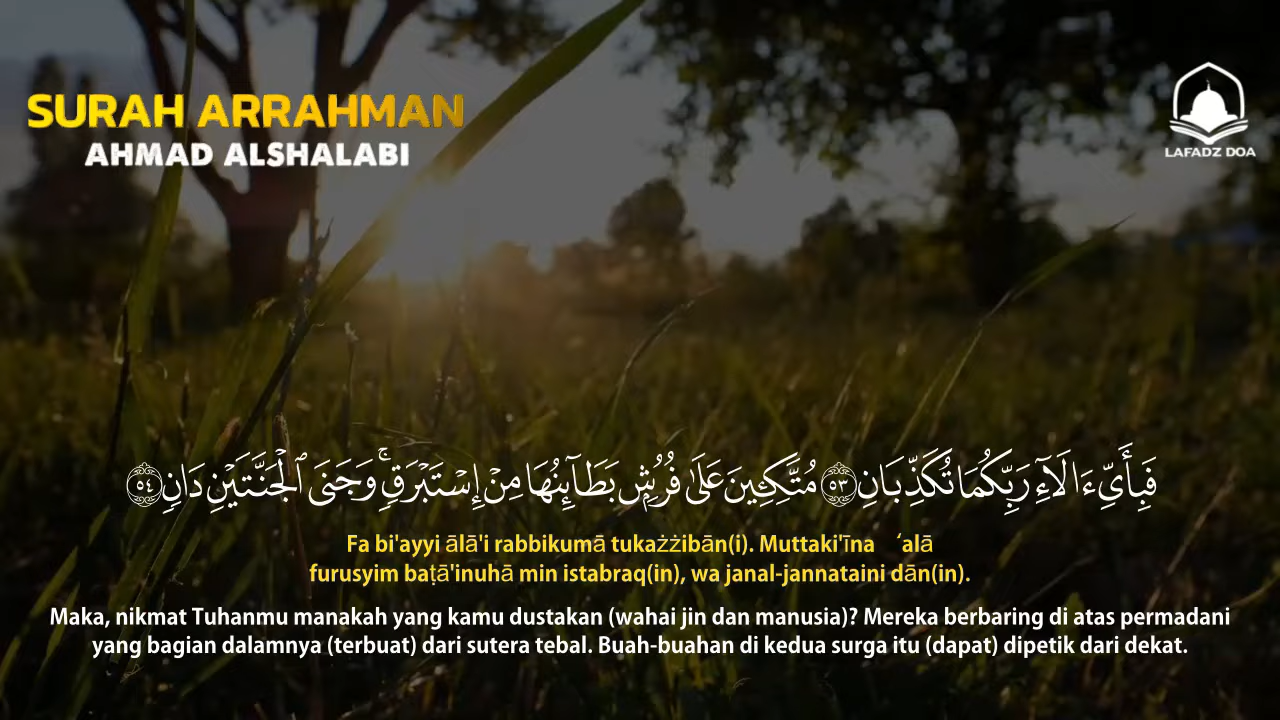 SURAH ARRAHMAN
AHMAD ALSHALABI
LAFADZ DOA
فَبِأَيِّ ءَالَآءِ رَبِّكُمَا تُكَذِّبَانِ ٥٣ مُتَّكِـِٔينَ عَلَىٰ فُرُشٍۭ بَطَآئِنُهَا مِنْ إِسْتَبْرَقٍۚ وَجَنَى ٱلْجَنَّتَيْنِ دَانٍ ٥٤
Fa bi'ayyi ālā'i rabbikumā tukażżibān(i). Muttaki'īna ‘alā
furusyim baṭā'inuhā min istabraq(in), wa janal-jannataini dān(in).
Maka, nikmat Tuhanmu manakah yang kamu dustakan (wahai jin dan manusia)? Mereka berbaring di atas permadani
yang bagian dalamnya (terbuat) dari sutera tebal. Buah-buahan di kedua surga itu (dapat) dipetik dari dekat.